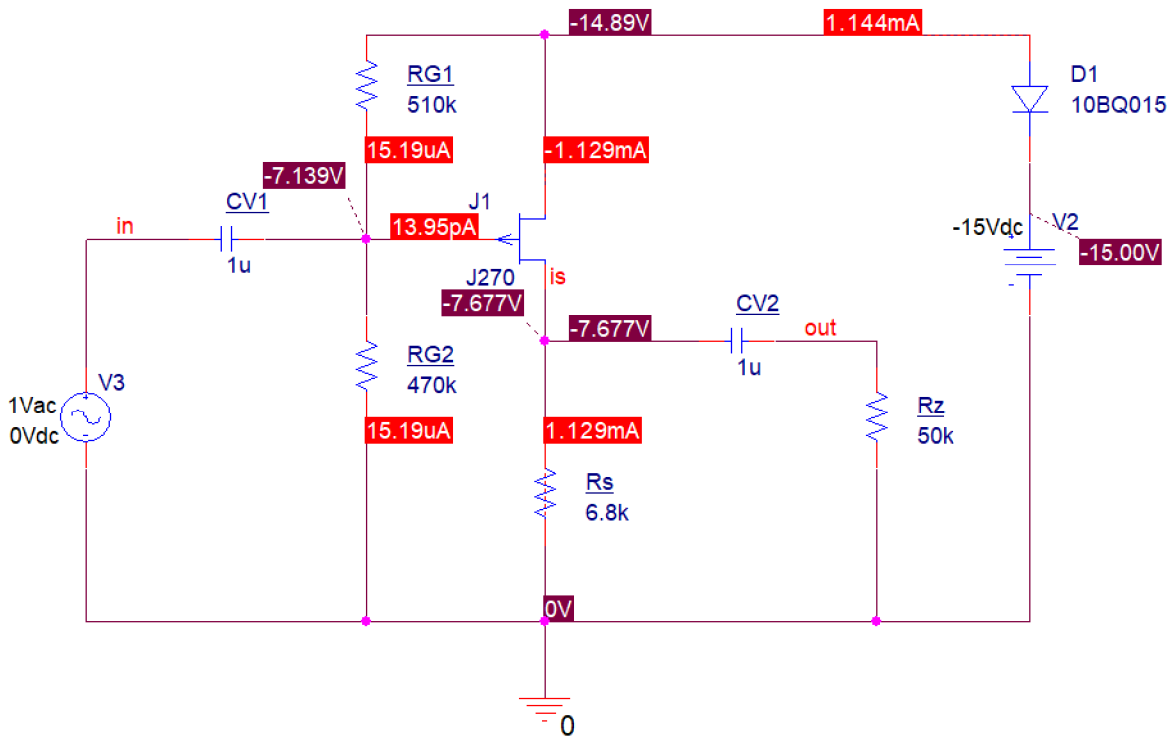 -14.89V
1.144mA
RG1
510k
D1
10BQ015
15.19uA
-1.129mA
-7.139V
CV1
in
1u
13.95pA
J1
J270
is
-15Vdc
V2
-15.00V
-7.677V
-7.677V
CV2
1u
out
RG2
470k
V3
1Vac
0Vdc
15.19uA
1.129mA
Rz
50k
Rs
6.8k
0V
0